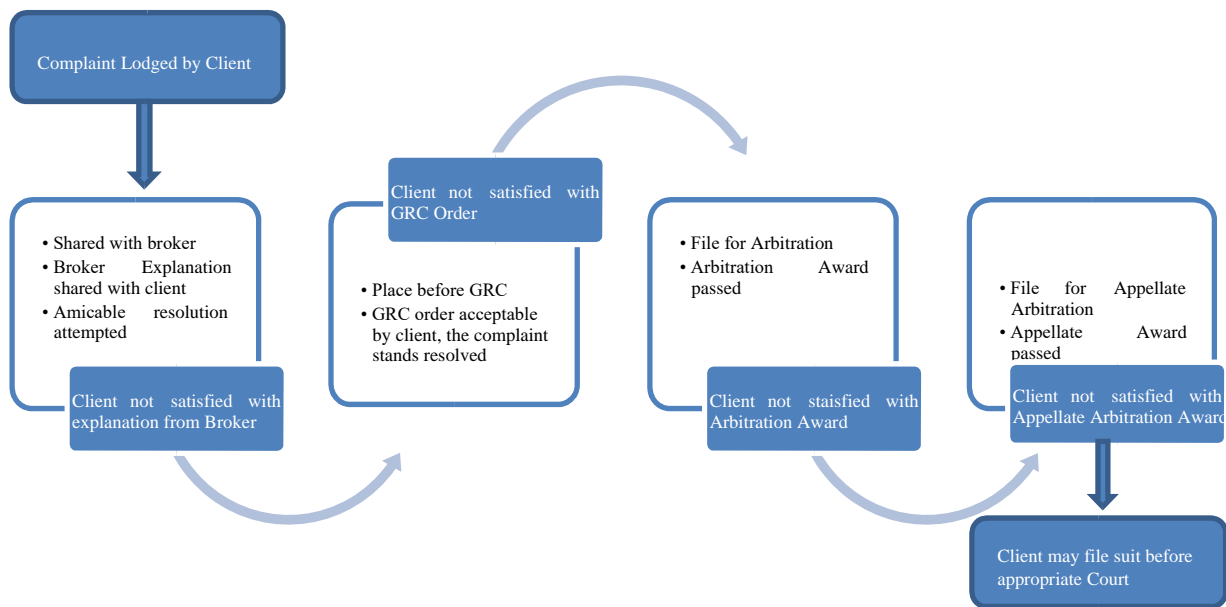 Complaint Lodged by Client
• Shared with broker
• Broker Explanation
shared with client
• Amicable resolution
attempted
Client not satisfied with
explanation from Broker
Client not satisfied with
GRC Order
• Place before GRC
• GRC order acceptable
by client, the complaint
stands resolved
• File for Arbitration
• Arbitration Award
passed
Client not staisfied with
Arbitration Award
• File for Appellate
Arbitration
• Appellate Award
passed
Client not satisfied with
Appellate Arbitration Award
Client may file suit before
appropriate Court